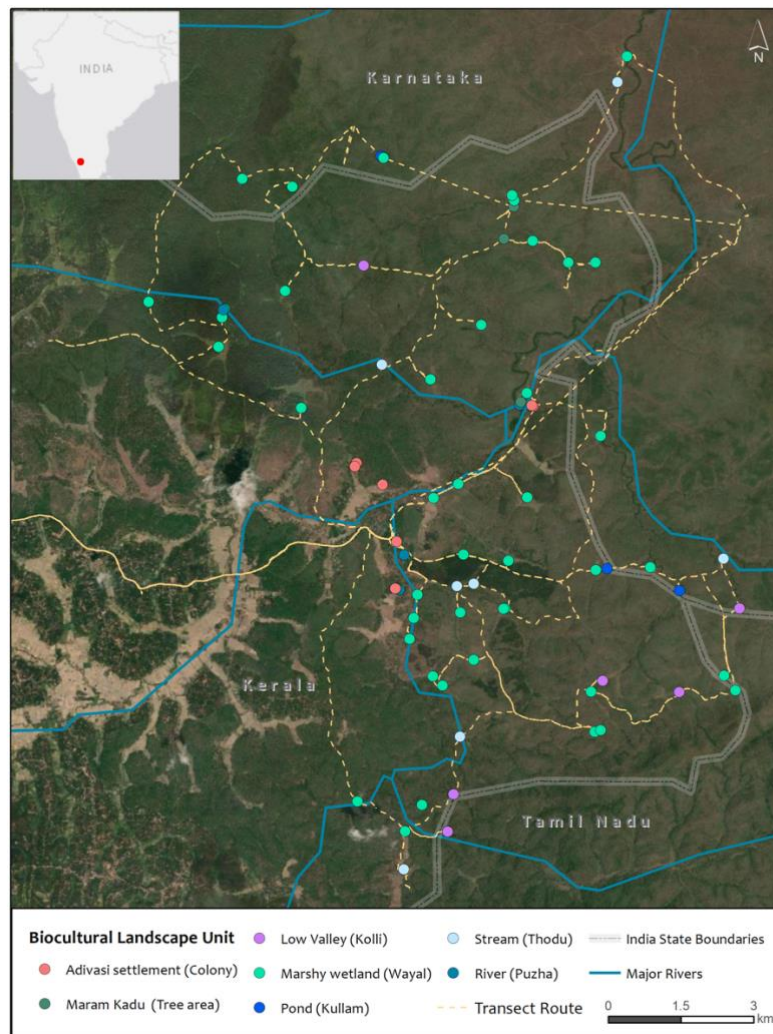 INDIA
Karnataka
N
Kerala
Tamil Nadu
Biocultural Landscape Unit
Adivasi settlement (Colony)
Maram Kadu (Tree area)
Low Valley (Kolli)
Marshy wetland (Wayal)
Pond (Kullam)
Stream (Thodu)
River (Puzha)
Transect Route
India State Boundaries
Major Rivers
0 1.5 3
km